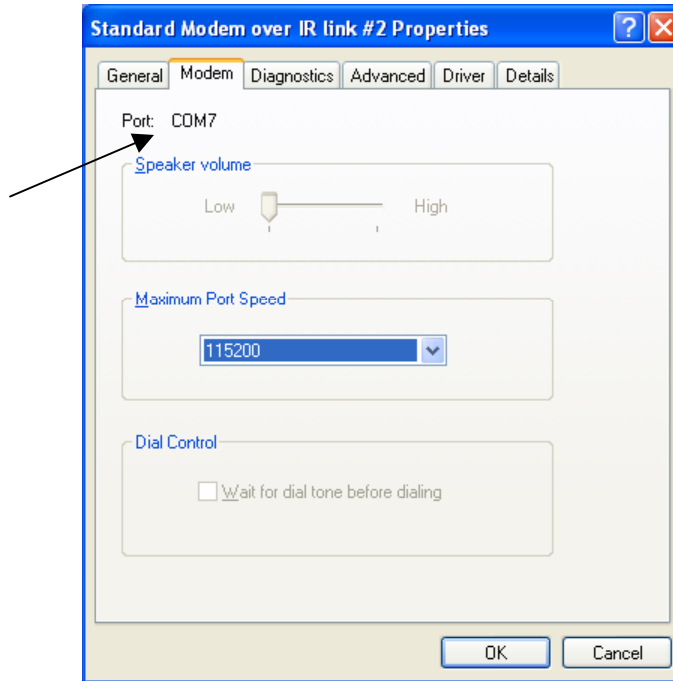 Standard Modem over IR link #2 Properties
General Modem Diagnostics Advanced Driver Details
Port: COM7
Speaker volume
Low High
Maximum Port Speed
115200
Dial Control
Wait for dial tone before dialing
OK Cancel